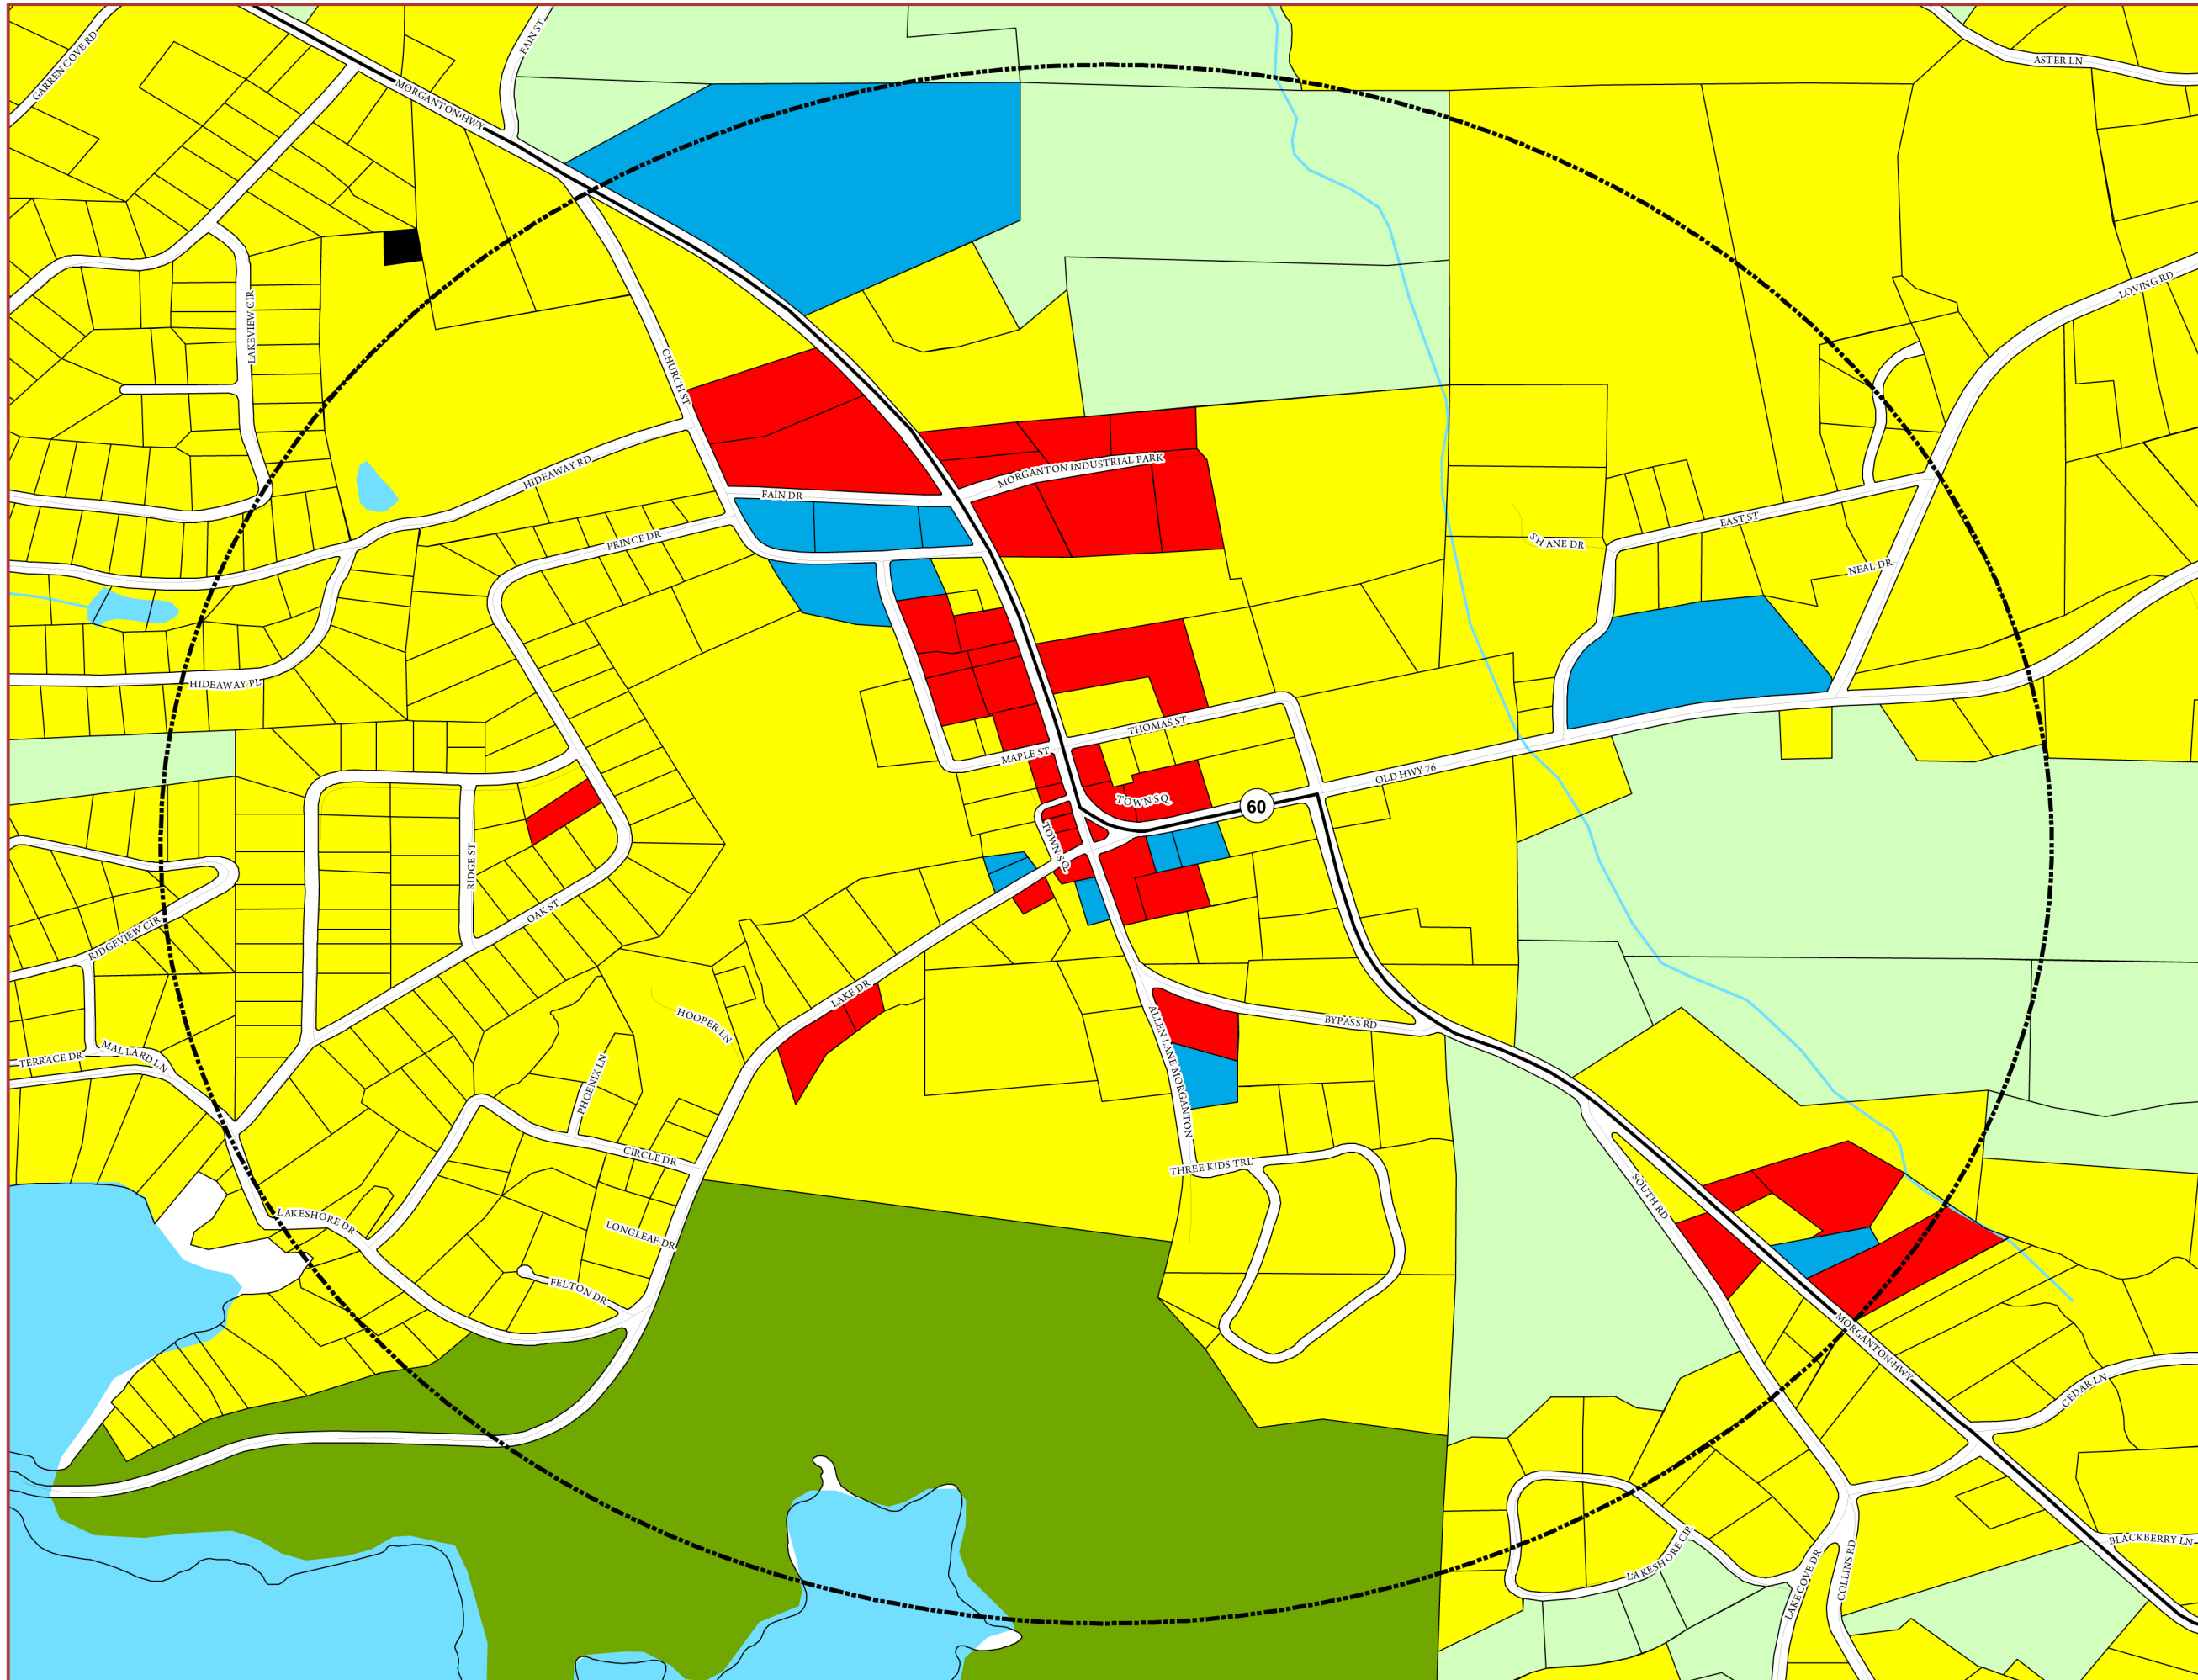 GARREN COVE RD
MORGANTON HWY
FAIN ST
ASTER LN
LOVING RD
LAKEVIEW CIR
CHURCH ST
HIDEAWAY RD
FAIN DR
MORGANTON INDUSTRIAL PARK
PRINCE DR
EAST ST
SHANE DR
NEAL DR
HIDEAWAY PL
THOMAS ST
MAPLE ST
OLD HWY 76
TOWN SQ
60
TOWN SQ
RIDGE ST
OAK ST
RIDGEVIEW CIR
LAKE DR
HOOPER LN
BYPASS RD
ALLEN LANE MORGANTON
TERRACE DR
MALLARD LN
PHOENIX LN
CIRCLE DR
THREE KIDS TRL
SOUTH RD
LAKESHORE DR
LONGLEAF DR
FELTON DR
MORGANTON HWY
CEDAR LN
BLACKBERRY LN
LAKESHORE CIR
LAKE COVE DR
COLLINS RD